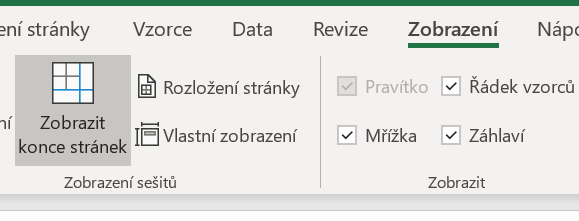 ení stránky Vzorce Data Revize Zobrazení Nápo
Zobrazit
konce stránek
ní
Rozložení stránky
Vlastní zobrazení
Zobrazení sešitů
Pravítko Řádek vzorců
Mřížka Záhlaví
Zobrazit